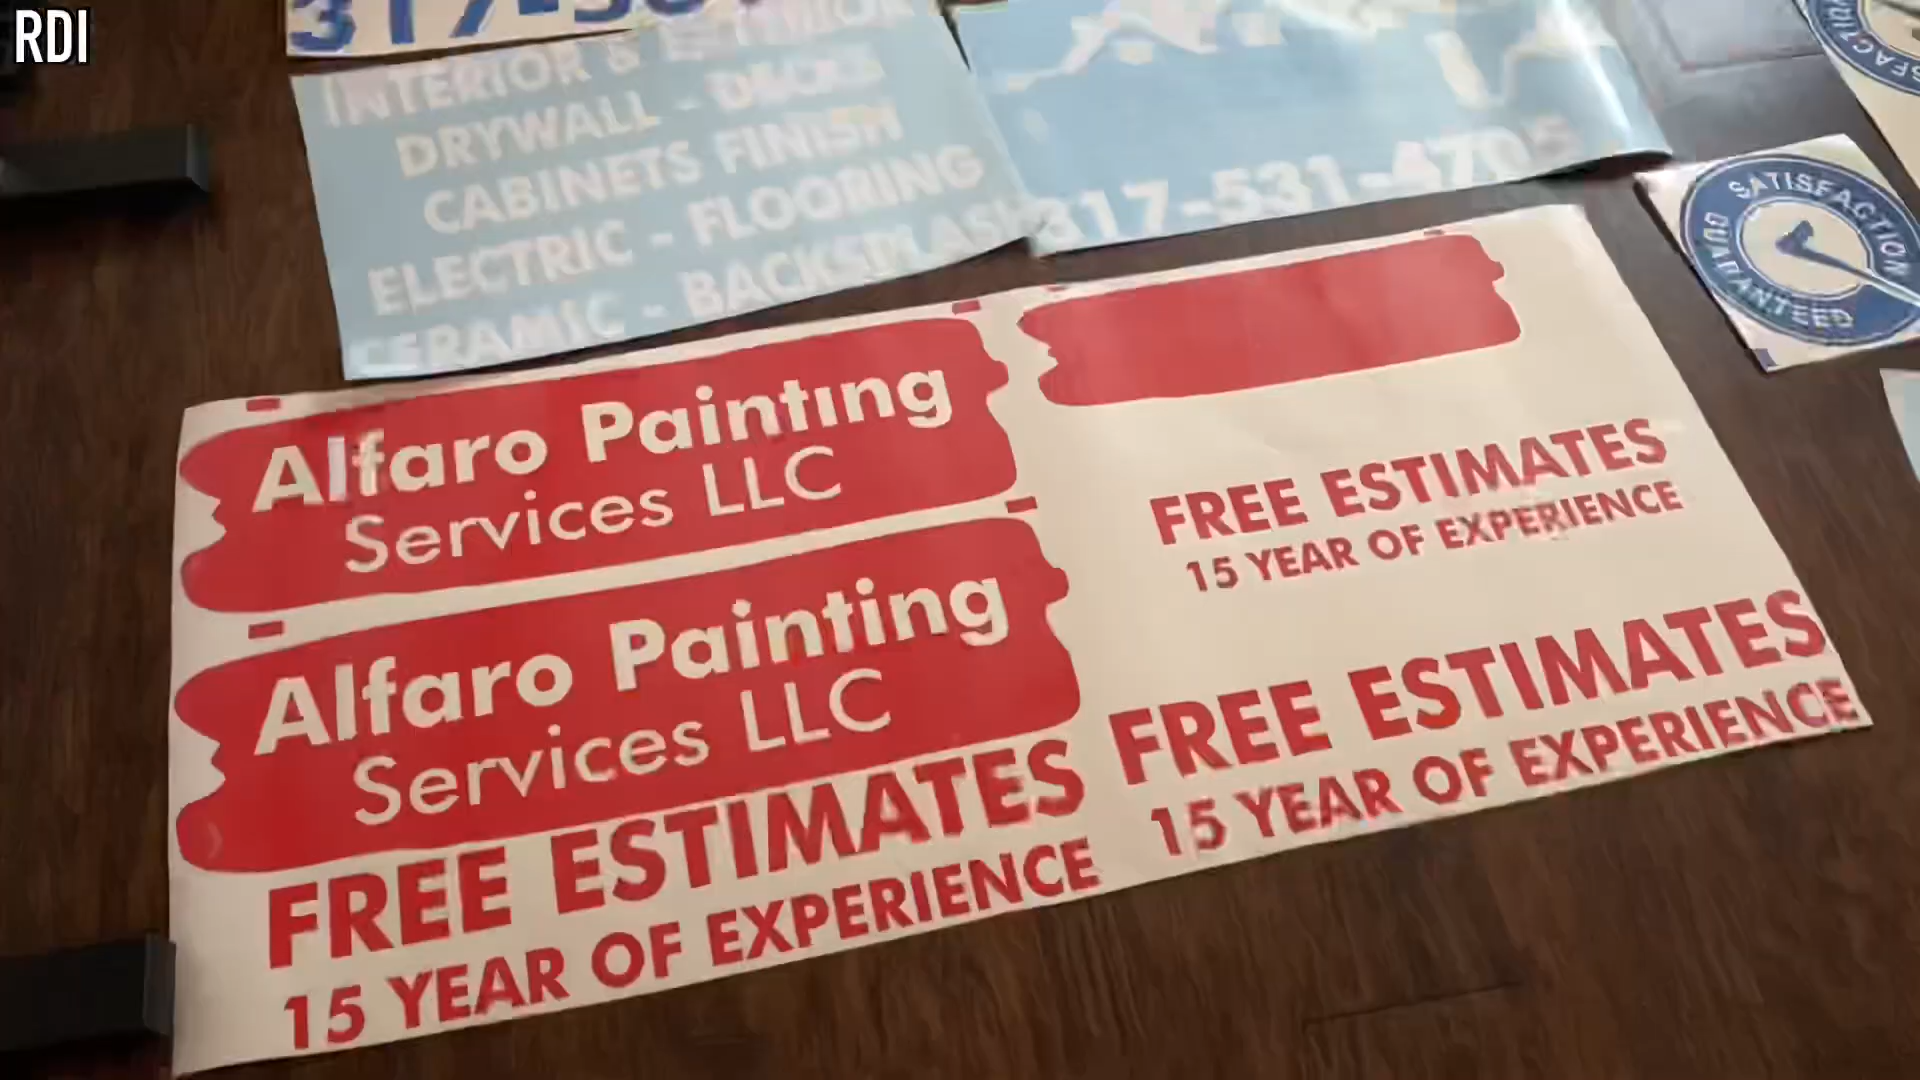 RDI
INTERIOR &
DRYWALL - DECKS
CABINETS FINISH
ELECTRIC - FLOORING
CERAMIC - BACKSPLASH
317-531-4705
SATISFACTION
GUARANTEED
Alfaro Painting
Services LLC
Alfaro Painting
Services LLC
FREE ESTIMATES
15 YEAR OF EXPERIENCE
FREE ESTIMATES
15 YEAR OF EXPERIENCE
FREE ESTIMATES
15 YEAR OF EXPERIENCE